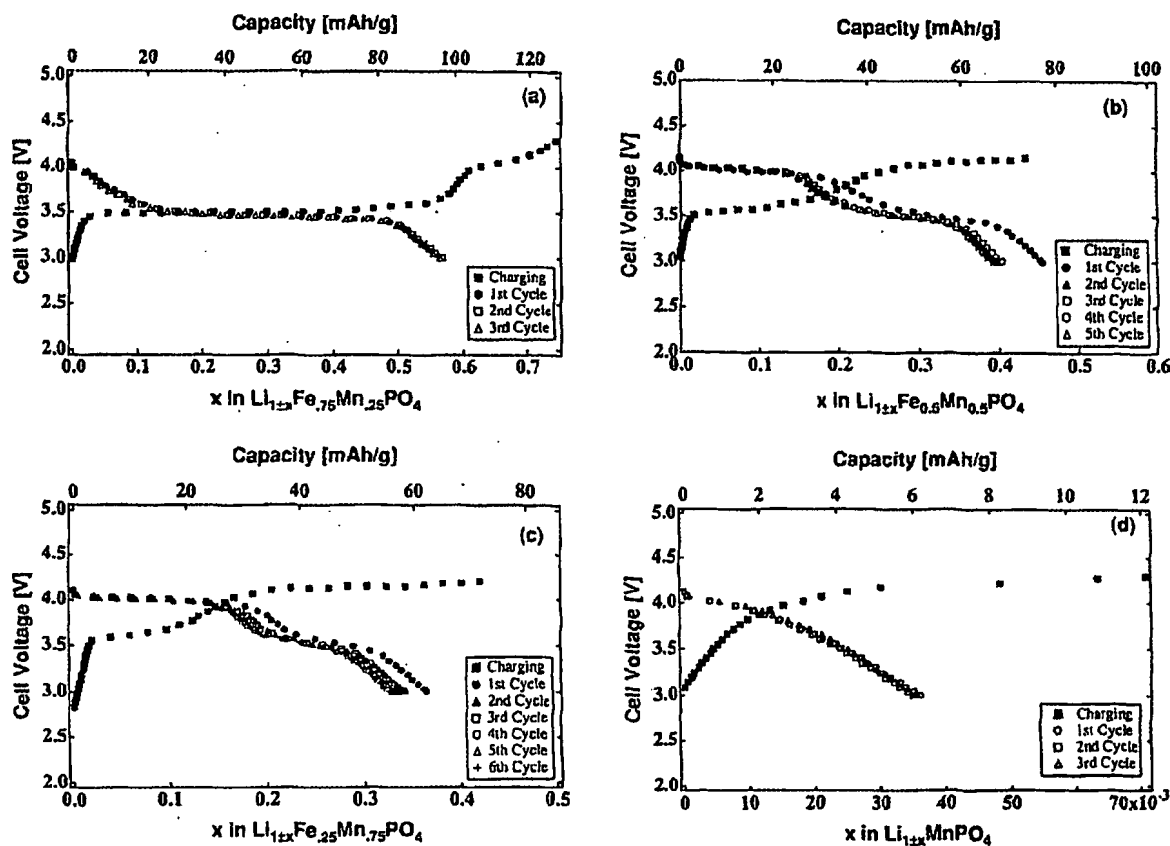 Capacity [mAh/g]
0 20 40 60 80 100 120
(a)
5.0
4.5
4.0
3.5
3.0
2.5
2.0
Cell Voltage [V]
Charging
1st Cycle
2nd Cycle
3rd Cycle
0.0 0.1 0.2 0.3 0.4 0.5 0.6 0.7
x in Li1±xFe.75Mn.25PO4
Capacity [mAh/g]
0 20 40 60 80 100
(b)
5.0
4.5
4.0
3.5
3.0
2.5
2.0
Cell Voltage [V]
Charging
1st Cycle
2nd Cycle
3rd Cycle
4th Cycle
5th Cycle
0.0 0.1 0.2 0.3 0.4 0.5 0.6
x in Li1±xFe0.5Mn0.5PO4
Capacity [mAh/g]
0 20 40 60 80
(c)
5.0
4.5
4.0
3.5
3.0
2.5
2.0
Cell Voltage [V]
Charging
1st Cycle
2nd Cycle
3rd Cycle
4th Cycle
5th Cycle
6th Cycle
0.0 0.1 0.2 0.3 0.4 0.5
x in Li1±xFe.25Mn.75PO4
Capacity [mAh/g]
0 2 4 6 8 10 12
(d)
5.0
4.5
4.0
3.5
3.0
2.5
2.0
Cell Voltage [V]
Charging
1st Cycle
2nd Cycle
3rd Cycle
0 10 20 30 40 50 70x10-3
x in Li1±xMnPO4